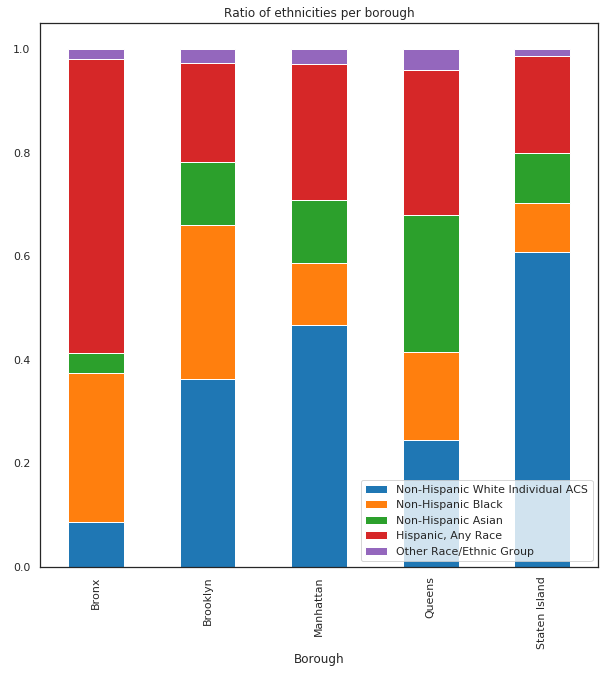 Ratio of ethnicities per borough
1.0
0.8
0.6
0.4
0.2
0.0
Non-Hispanic White Individual ACS
Non-Hispanic Black
Non-Hispanic Asian
Hispanic, Any Race
Other Race/Ethnic Group
Bronx
Brooklyn
Manhattan
Queens
Staten Island
Borough